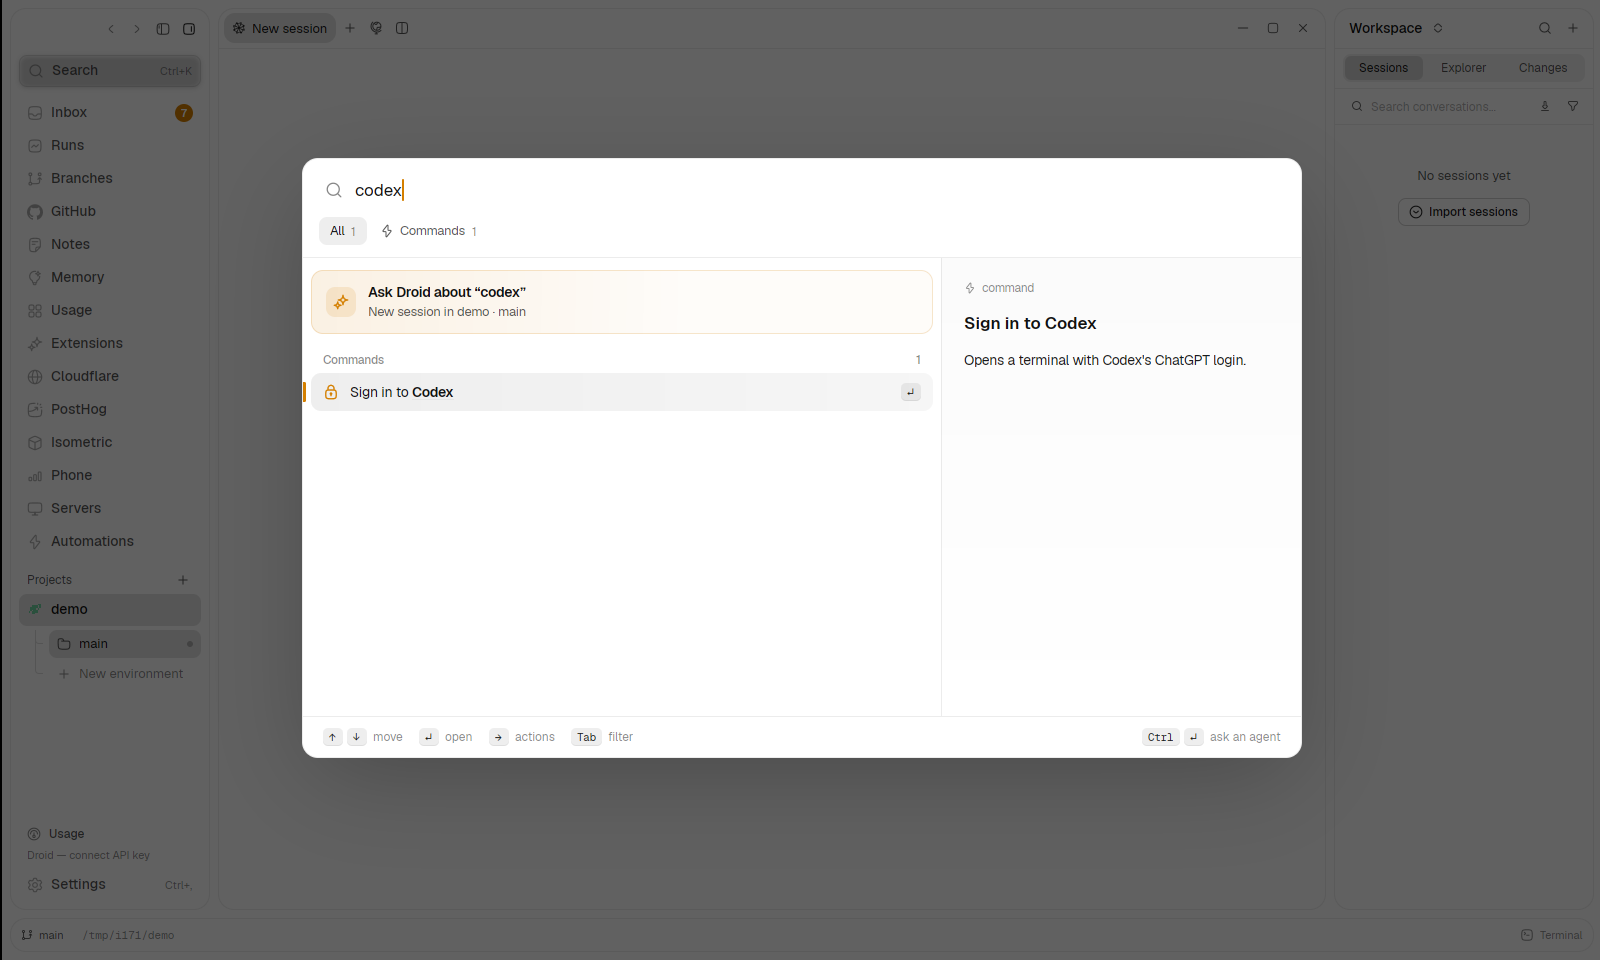 New session
Workspace
Search Ctrl+K
Sessions Explorer Changes
Search conversations...
Inbox 7
Runs
Branches
GitHub
Notes
Memory
Usage
Extensions
Cloudflare
PostHog
Isometric
Phone
Servers
Automations
Projects
demo
main
New environment
Usage
Droid — connect API key
Settings Ctrl+,
codex
All 1 Commands 1
Ask Droid about “codex”
New session in demo · main
Commands 1
Sign in to Codex
command
Sign in to Codex
Opens a terminal with Codex's ChatGPT login.
move open actions Tab filter Ctrl ask an agent
No sessions yet
Import sessions
main /tmp/i171/demo Terminal